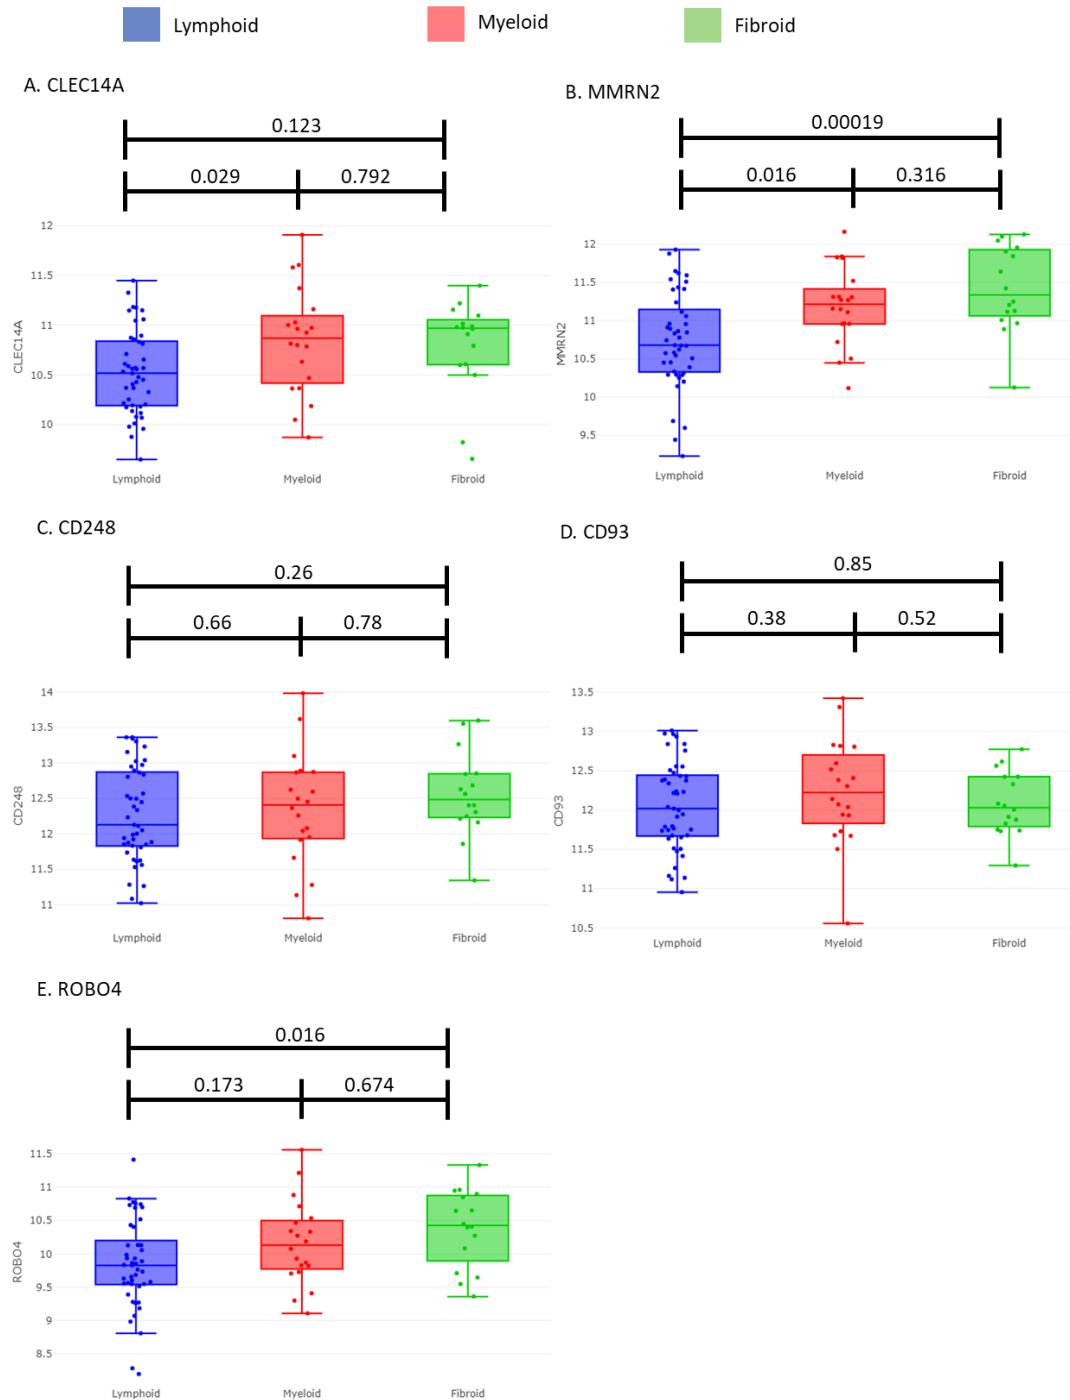 Lymphoid
Myeloid
Fibroid
A. CLEC14A
0.123
0.029
0.792
12
11.5
11
10.5
10
CLEC14A
Lymphoid
Myeloid
Fibroid
B. MMRN2
0.00019
0.016
0.316
12
11.5
11
10.5
10
9.5
MMRN2
Lymphoid
Myeloid
Fibroid
C. CD248
0.26
0.66
0.78
14
13.5
13
12.5
12
11.5
11
CD248
Lymphoid
Myeloid
Fibroid
D. CD93
0.85
0.38
0.52
13.5
13
12.5
12
11.5
11
10.5
CD93
Lymphoid
Myeloid
Fibroid
E. ROBO4
0.016
0.173
0.674
11.5
11
10.5
10
9.5
9
8.5
ROBO4
Lymphoid
Myeloid
Fibroid